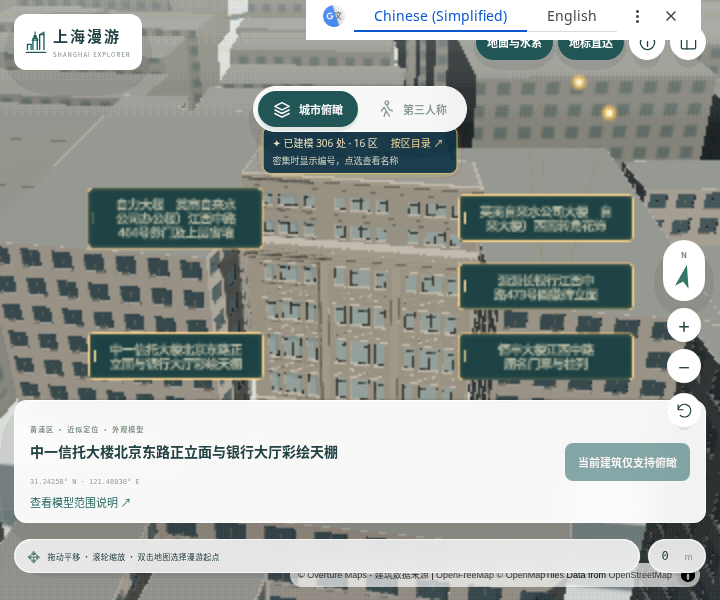 Chinese (Simplified)
English
上海漫游
SHANGHAI EXPLORER
地面与水系
地标直达
城市俯瞰
第三人称
✦ 已建模 306 处 · 16 区 按区目录 ↗
密集时显示编号，点选查看名称
N
中一信托大楼北京东路正
立面与银行大厅彩绘天棚
黄浦区 · 近似定位 · 外观模型
中一信托大楼北京东路正立面与银行大厅彩绘天棚
31.24258° N · 121.48038° E
查看模型范围说明 ↗
当前建筑仅支持俯瞰
拖动平移 · 滚轮缩放 · 双击地图选择漫游起点
0 m
© Overture Maps · 建筑数据来源 | OpenFreeMap © OpenMapTiles Data from OpenStreetMap